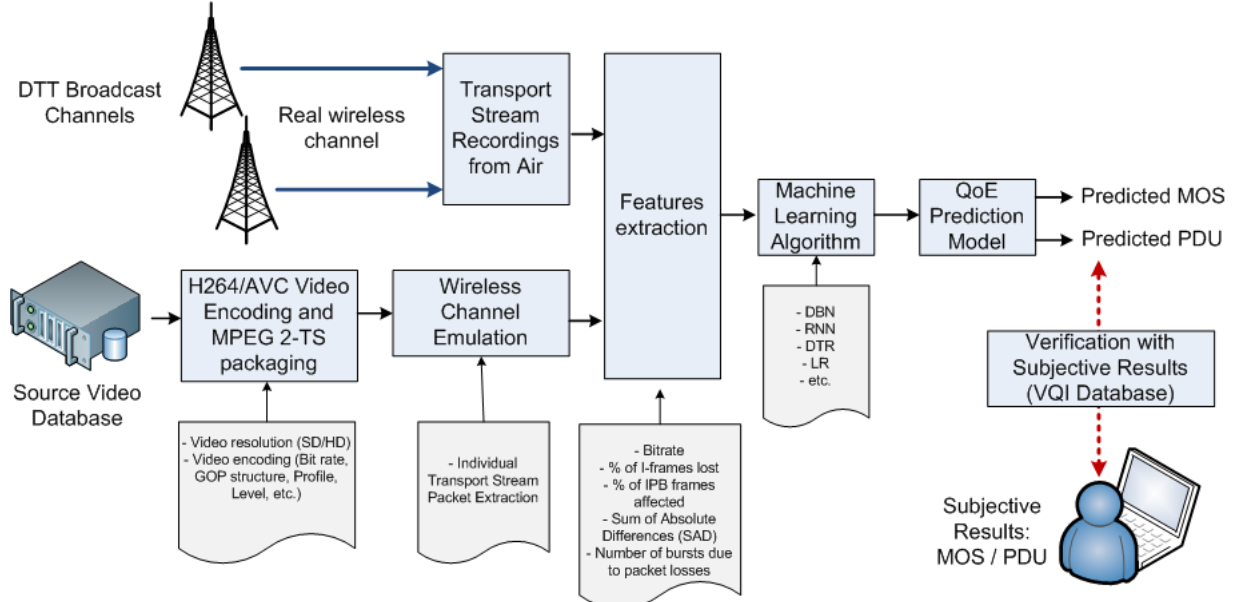 DTT Broadcast
Channels
Real wireless
channel
Transport
Stream
Recordings
from Air
Features
extraction
Machine
Learning
Algorithm
QoE
Prediction
Model
Predicted MOS
Predicted PDU
Source Video
Database
H264/AVC Video
Encoding and
MPEG 2-TS
packaging
Wireless
Channel
Emulation
- DBN
- RNN
- DTR
- LR
- etc.
Verification with
Subjective Results
(VQI Database)
- Video resolution (SD/HD)
- Video encoding (Bit rate,
GOP structure, Profile,
Level, etc.)
- Individual
Transport Stream
Packet Extraction
- Bitrate
- % of I-frames lost
- % of IPB frames
affected
- Sum of Absolute
Differences (SAD)
- Number of bursts due
to packet losses
Subjective
Results:
MOS / PDU